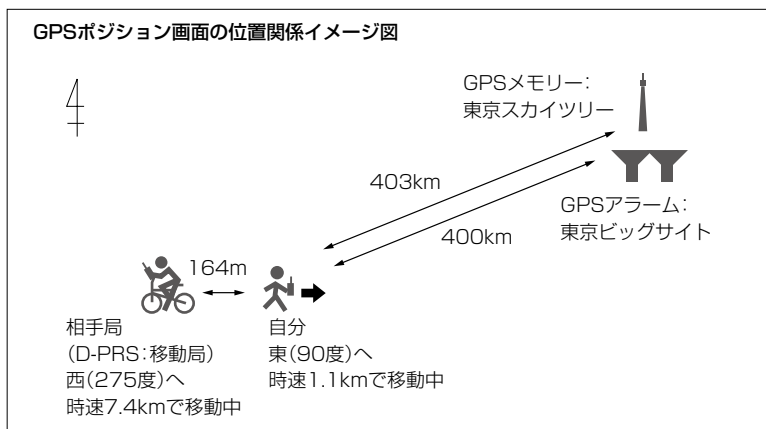 GPSポジション画面の位置関係イメージ図
GPSメモリー：
東京スカイツリー
403km
GPSアラーム：
東京ビッグサイト
400km
164m
相手局
（D-PRS：移動局）
西（275度）へ
時速7.4kmで移動中
自分
東（90度）へ
時速1.1kmで移動中